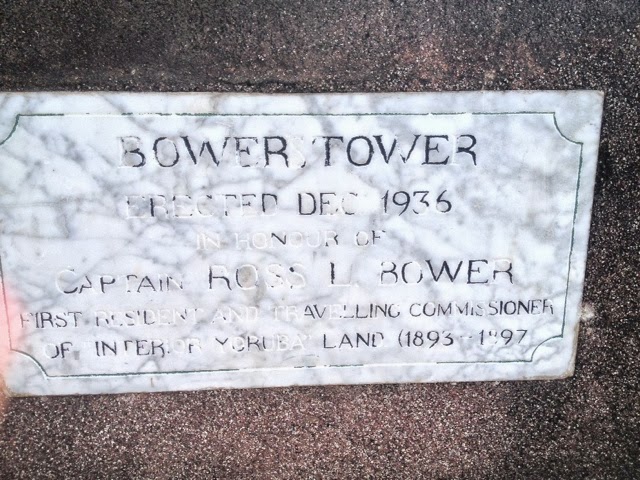 BOWER'S TOWER
ERECTED DEC 1936
IN HONOUR OF
CAPTAIN ROSS L. BOWER
FIRST RESIDENT AND TRAVELLING COMMISSIONER
OF INTERIOR YORUBA LAND (1893-1897